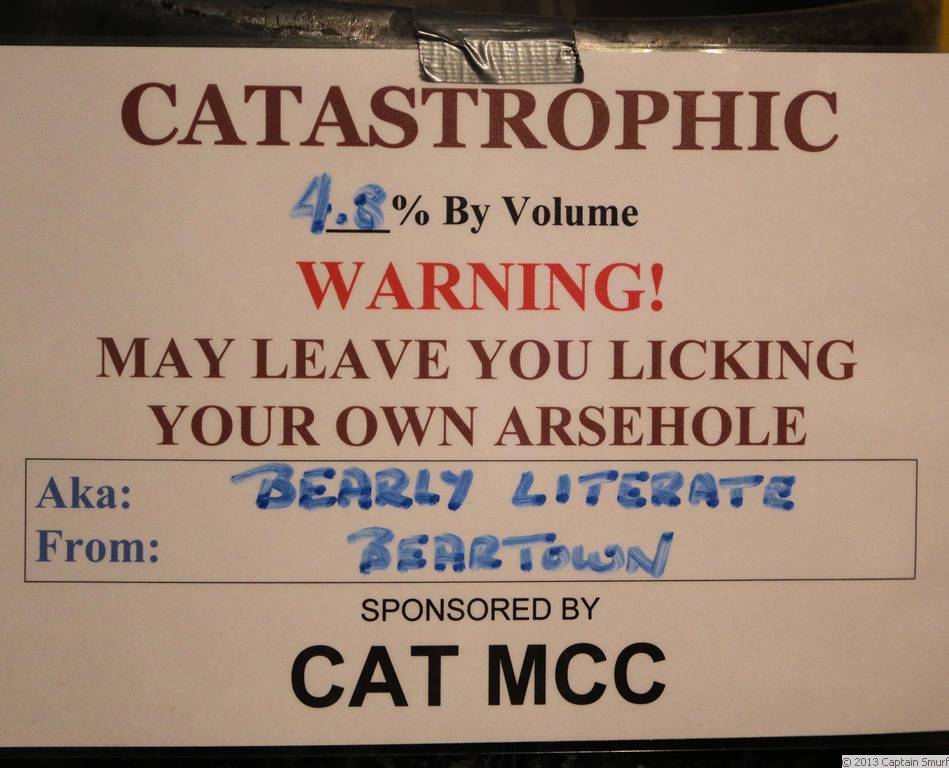 CATASTROPHIC
4.8% By Volume
WARNING!
MAY LEAVE YOU LICKING
YOUR OWN ARSEHOLE
Aka: BEARLY LITERATE
From: BEARTOWN
SPONSORED BY
CAT MCC
© 2013 Captain Smurf